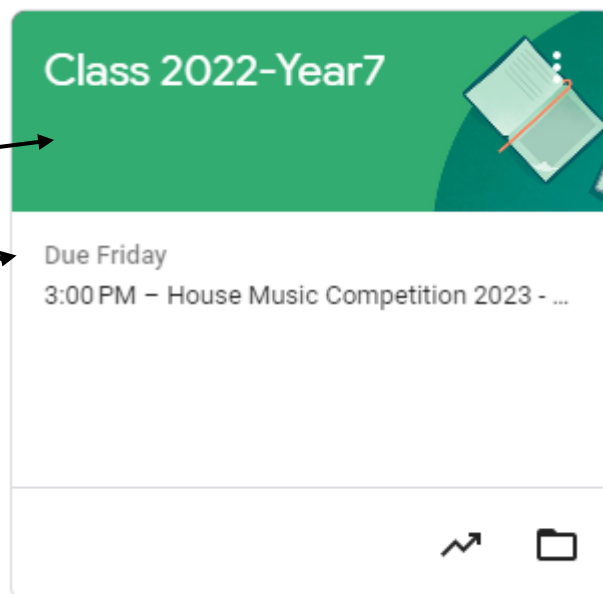 Class 2022-Year7
Due Friday
3:00 PM – House Music Competition 2023 - ...